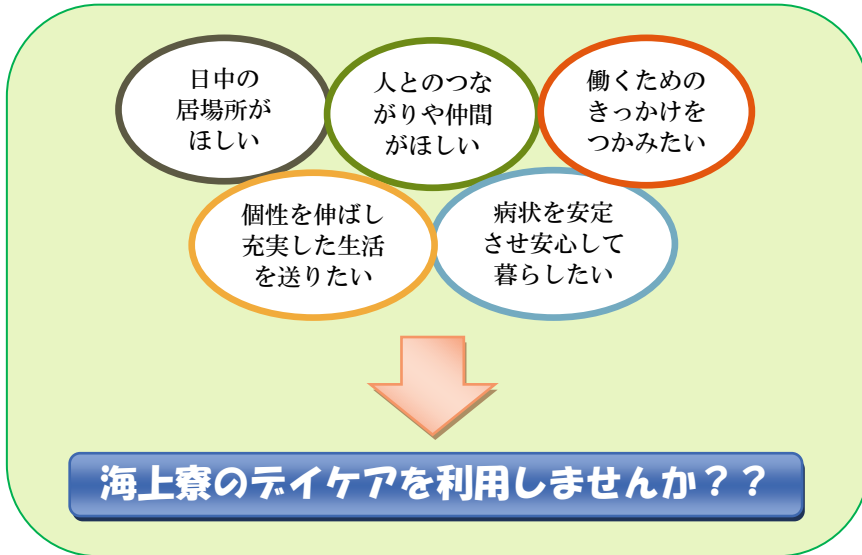 日中の
居場所が
ほしい
人とのつな
がりや仲間
がほしい
働くための
きっかけを
つかみたい
個性を伸ばし
充実した生活
を送りたい
病状を安定
させ安心して
暮らしたい
海上寮のデイケアを利用しませんか？？